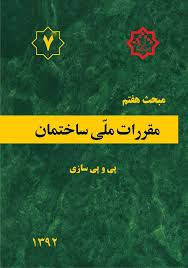 ۷
مبحث هفتم
مقررات ملّی ساختمان
پی و پی سازی
۱۳۹۲